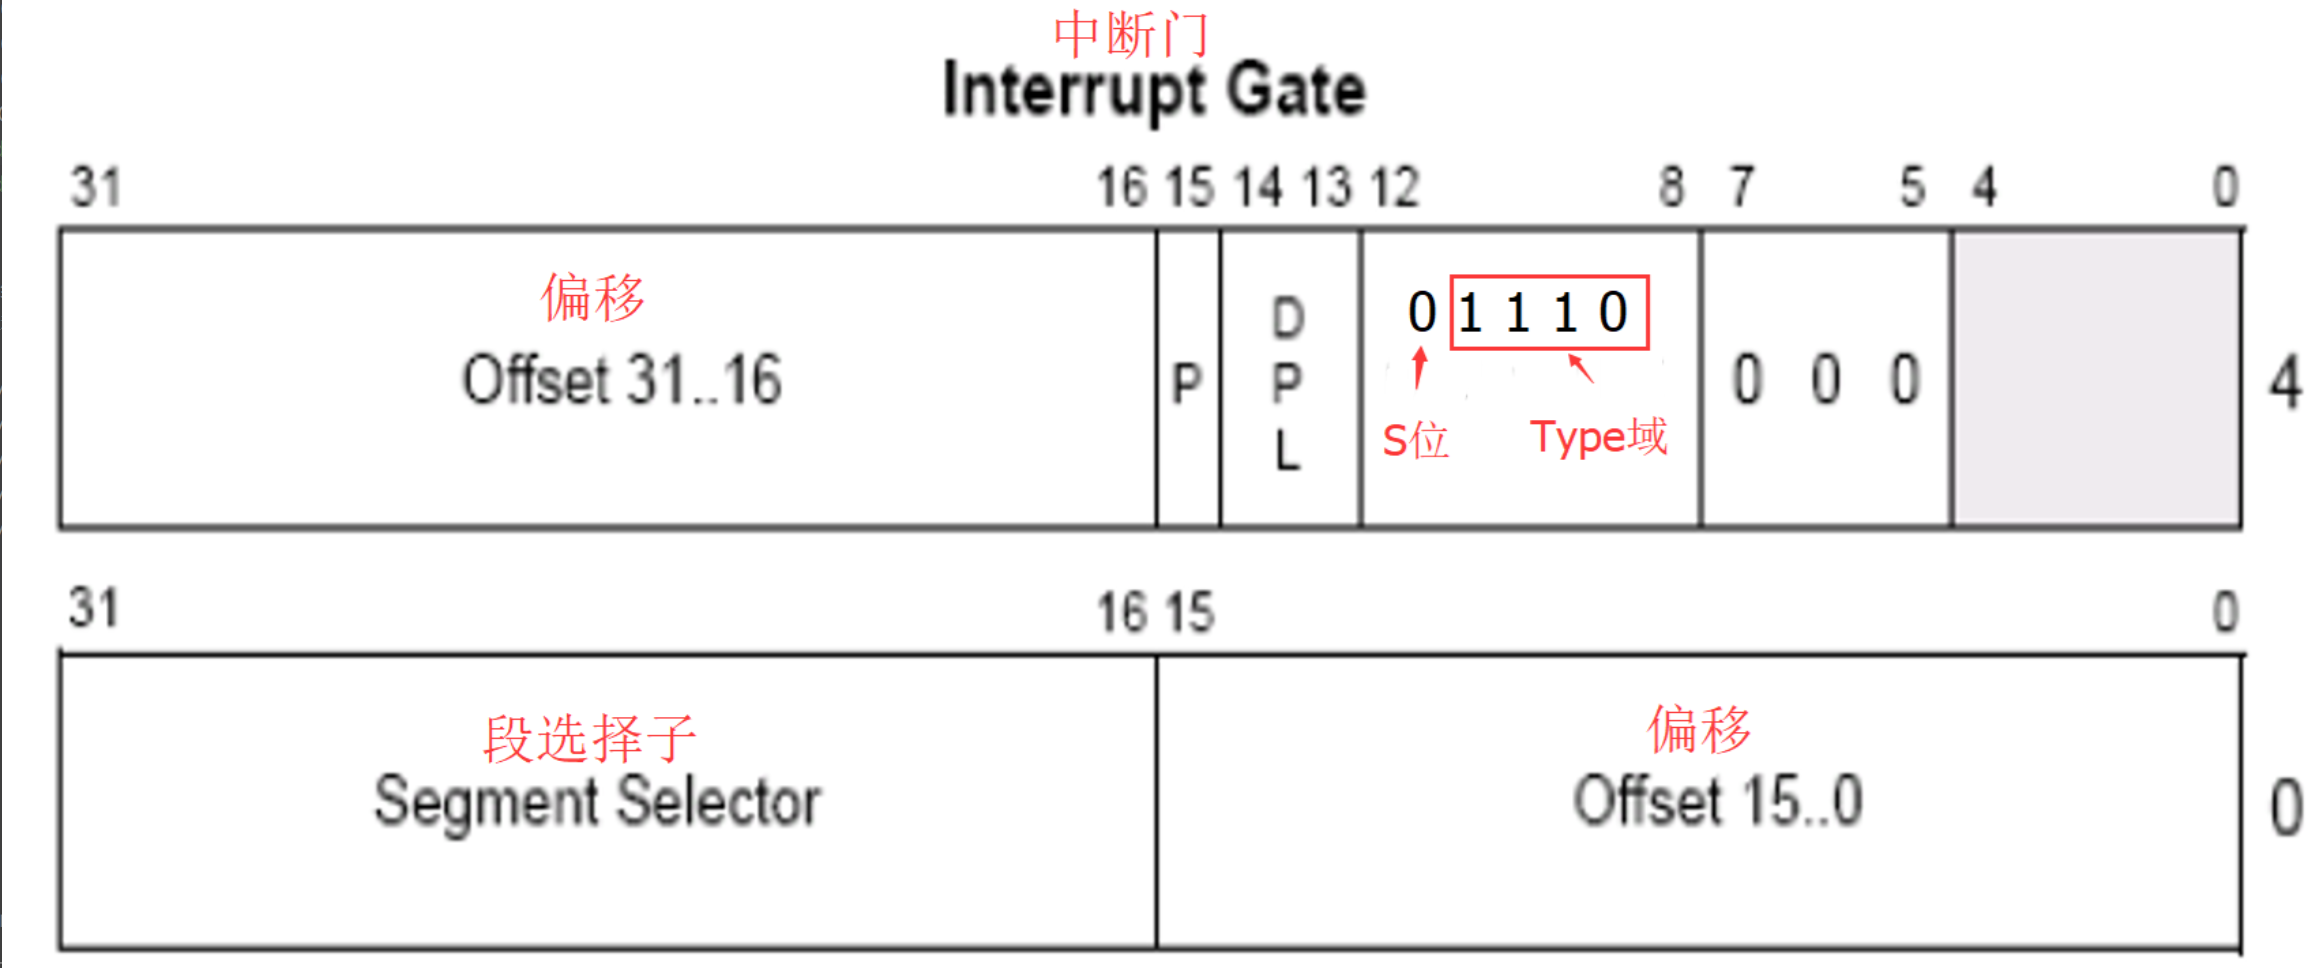 中断门
Interrupt Gate
31 16 15 14 13 12 8 7 5 4 0
偏移
Offset 31..16
P
D
P
L
0 1 1 1 0
S位
Type域
0 0 0
4
31 16 15 0
段选择子
Segment Selector
偏移
Offset 15..0
0